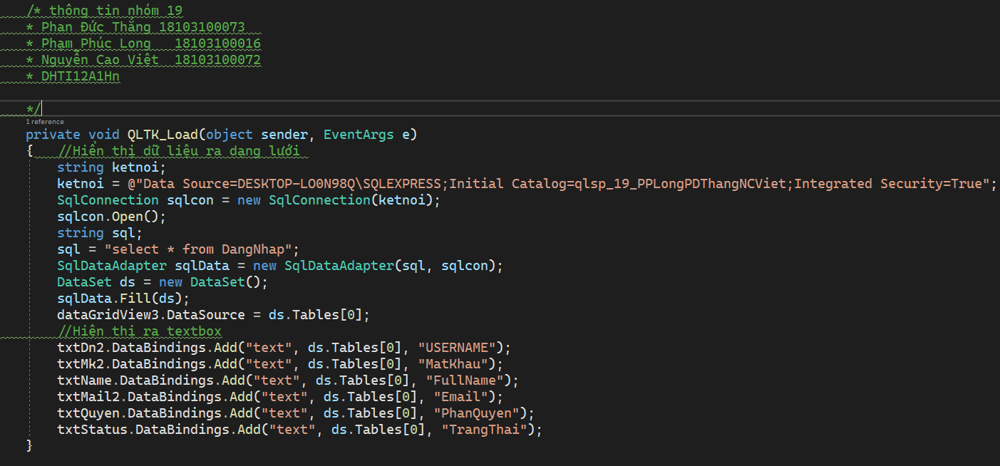 /* thông tin nhóm 19
* Phan Đức Thắng 18103100073
* Phạm Phúc Long 18103100016
* Nguyễn Cao Việt 18103100072
* DHTI12A1Hn
*/
1 reference
private void QLTK_Load(object sender, EventArgs e)
{ //Hiển thị dữ liệu ra dạng lưới
string ketnoi;
ketnoi = @"Data Source=DESKTOP-LO0N98Q\SQLEXPRESS;Initial Catalog=qlsp_19_PPLongPDThangNCViet;Integrated Security=True";
SqlConnection sqlcon = new SqlConnection(ketnoi);
sqlcon.Open();
string sql;
sql = "select * from DangNhap";
SqlDataAdapter sqlData = new SqlDataAdapter(sql, sqlcon);
DataSet ds = new DataSet();
sqlData.Fill(ds);
dataGridView3.DataSource = ds.Tables[0];
//Hiên thi ra textbox
txtDn2.DataBindings.Add("text", ds.Tables[0], "USERNAME");
txtMk2.DataBindings.Add("text", ds.Tables[0], "MatKhau");
txtName.DataBindings.Add("text", ds.Tables[0], "FullName");
txtMail2.DataBindings.Add("text", ds.Tables[0], "Email");
txtQuyen.DataBindings.Add("text", ds.Tables[0], "PhanQuyen");
txtStatus.DataBindings.Add("text", ds.Tables[0], "TrangThai");
}